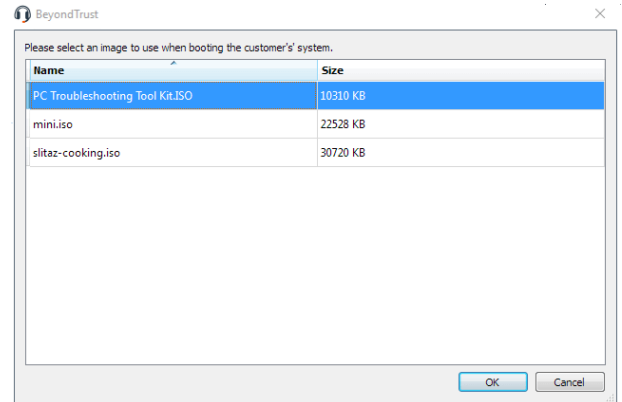 BeyondTrust
Please select an image to use when booting the customer's' system.
Name Size
PC Troubleshooting Tool Kit.ISO 10310 KB
mini.iso 22528 KB
slitaz-cooking.iso 30720 KB
OK Cancel